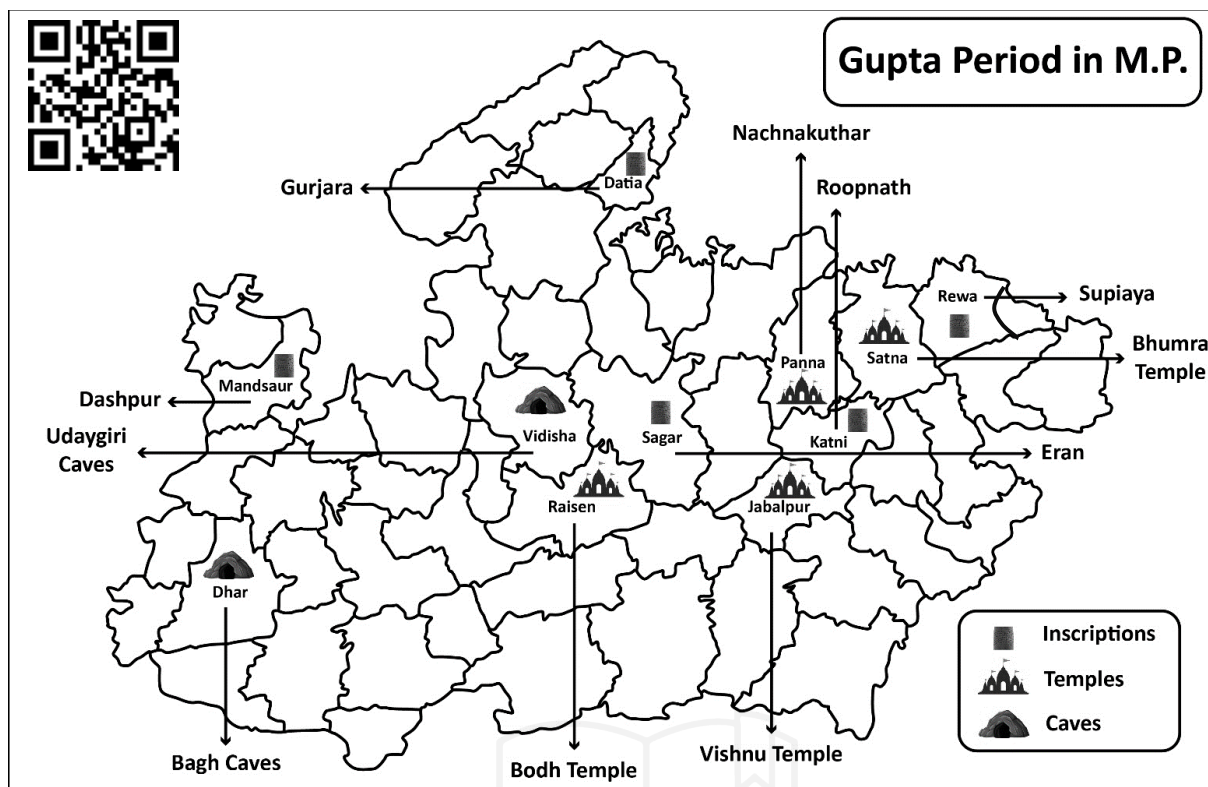 Gupta Period in M.P.
Nachnakuthar
Roopnath
Gurjara
Datia
Rewa
Supiaya
Satna
Bhumra
Temple
Panna
Mandsaur
Dashpur
Vidisha
Sagar
Katni
Udaygiri
Caves
Eran
Raisen
Jabalpur
Dhar
Inscriptions
Temples
Caves
Bagh Caves
Bodh Temple
Vishnu Temple